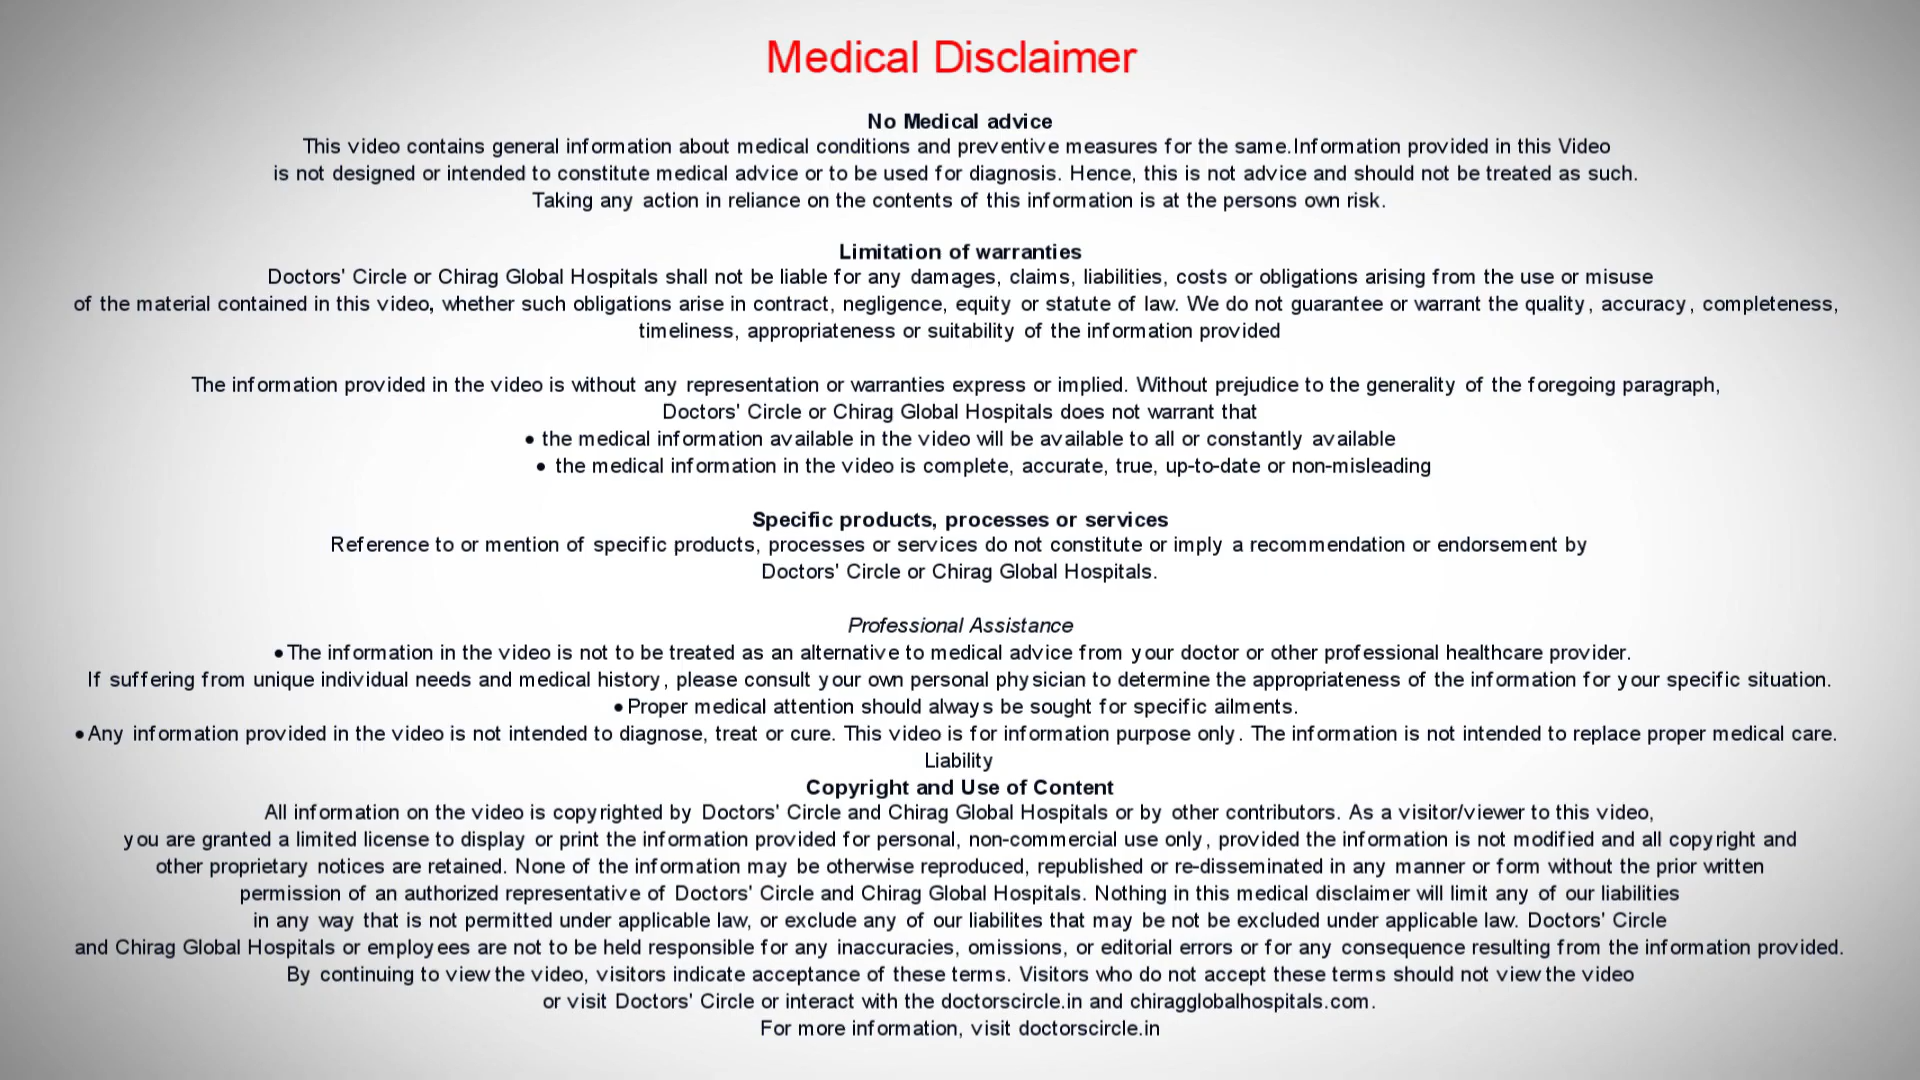 Medical Disclaimer
No Medical advice
This video contains general information about medical conditions and preventive measures for the same.Information provided in this Video
is not designed or intended to constitute medical advice or to be used for diagnosis. Hence, this is not advice and should not be treated as such.
Taking any action in reliance on the contents of this information is at the persons own risk.
Limitation of warranties
Doctors' Circle or Chirag Global Hospitals shall not be liable for any damages, claims, liabilities, costs or obligations arising from the use or misuse
of the material contained in this video, whether such obligations arise in contract, negligence, equity or statute of law. We do not guarantee or warrant the quality, accuracy, completeness,
timeliness, appropriateness or suitability of the information provided
The information provided in the video is without any representation or warranties express or implied. Without prejudice to the generality of the foregoing paragraph,
Doctors' Circle or Chirag Global Hospitals does not warrant that
• the medical information available in the video will be available to all or constantly available
• the medical information in the video is complete, accurate, true, up-to-date or non-misleading
Specific products, processes or services
Reference to or mention of specific products, processes or services do not constitute or imply a recommendation or endorsement by
Doctors' Circle or Chirag Global Hospitals.
Professional Assistance
•The information in the video is not to be treated as an alternative to medical advice from your doctor or other professional healthcare provider.
If suffering from unique individual needs and medical history, please consult your own personal physician to determine the appropriateness of the information for your specific situation.
•Proper medical attention should always be sought for specific ailments.
•Any information provided in the video is not intended to diagnose, treat or cure. This video is for information purpose only. The information is not intended to replace proper medical care.
Liability
Copyright and Use of Content
All information on the video is copyrighted by Doctors' Circle and Chirag Global Hospitals or by other contributors. As a visitor/viewer to this video,
you are granted a limited license to display or print the information provided for personal, non-commercial use only, provided the information is not modified and all copyright and
other proprietary notices are retained. None of the information may be otherwise reproduced, republished or re-disseminated in any manner or form without the prior written
permission of an authorized representative of Doctors' Circle and Chirag Global Hospitals. Nothing in this medical disclaimer will limit any of our liabilities
in any way that is not permitted under applicable law, or exclude any of our liabilites that may be not be excluded under applicable law. Doctors' Circle
and Chirag Global Hospitals or employees are not to be held responsible for any inaccuracies, omissions, or editorial errors or for any consequence resulting from the information provided.
By continuing to view the video, visitors indicate acceptance of these terms. Visitors who do not accept these terms should not view the video
or visit Doctors' Circle or interact with the doctorscircle.in and chiragglobalhospitals.com.
For more information, visit doctorscircle.in